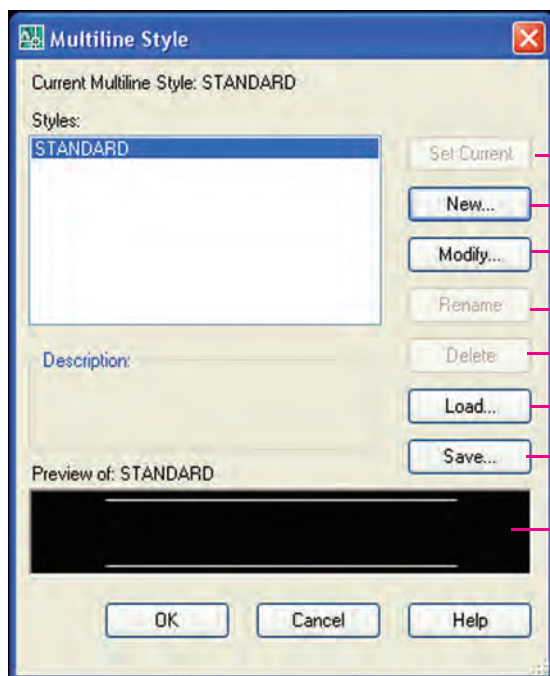 Multiline Style
Current Multiline Style: STANDARD
Styles:
STANDARD
Set Current
New...
Modify...
Rename
Delete
Load...
Save...
Description:
Preview of: STANDARD
OK
Cancel
Help